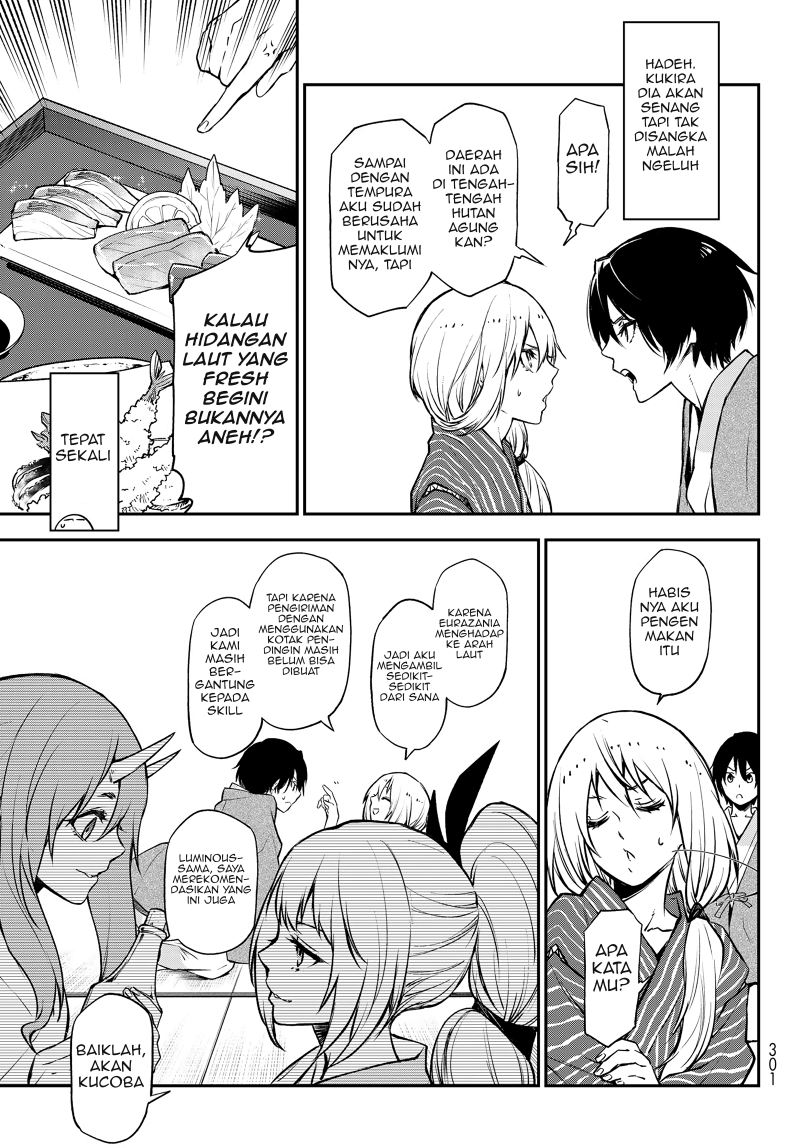 HADEH.
KUKIRA
DIA AKAN
SENANG
TAPI TAK
DISANGKA
MALAH
NGELUH
APA
SIH!
DAERAH
INI ADA
DI TENGAH-
TENGAH
HUTAN
AGUNG
KAN?
SAMPAI
DENGAN
TEMPURA
AKU SUDAH
BERUSAHA
UNTUK
MEMAKLUMI
NYA, TAPI
KALAU
HIDANGAN
LAUT YANG
FRESH
BEGINI
BUKANNYA
ANEH!?
TEPAT
SEKALI
HABIS
NYA AKU
PENGEN
MAKAN
ITU
APA
KATA
MU?
KARENA
EURAZANIA
MENGHADAP
KE ARAH
LAUT
JADI AKU
MENGAMBIL
SEDIKIT-
SEDIKIT
DARI SANA
TAPI KARENA
PENGIRIMAN
DENGAN
MENGGUNAKAN
KOTAK PEN-
DINGIN MASIH
BELUM BISA
DIBUAT
JADI
KAMI
MASIH
BER-
GANTUNG
KEPADA
SKILL
LUMINOUS-
SAMA, SAYA
MEREKOMEN-
DASIKAN YANG
INI JUGA
BAIKLAH,
AKAN
KUCOBA
301